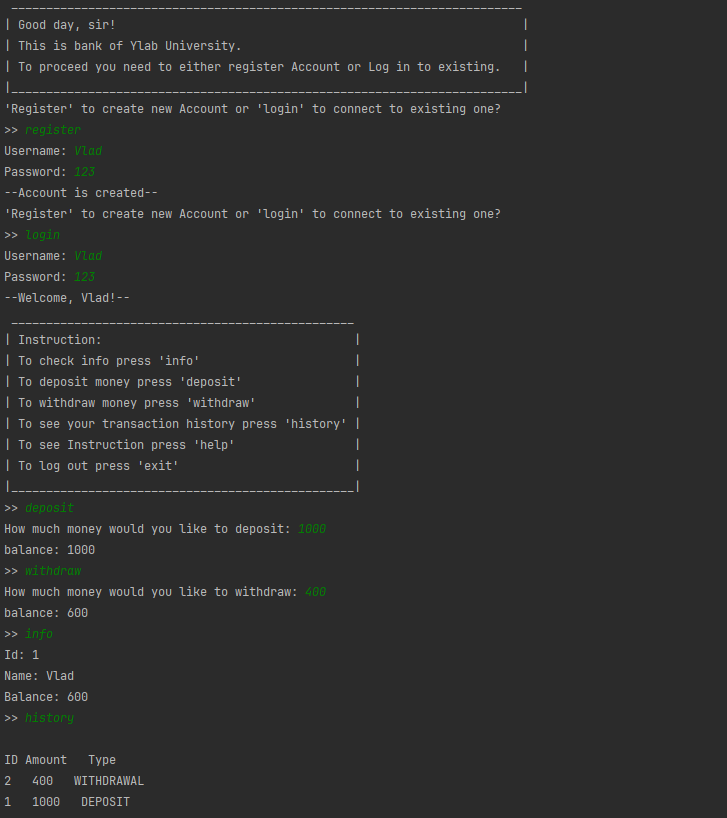 _________________________________________________________________________
| Good day, sir!                                                          |
| This is bank of Ylab University.                                        |
| To proceed you need to either register Account or Log in to existing.   |
|_________________________________________________________________________|
'Register' to create new Account or 'login' to connect to existing one?
>> register
Username: Vlad
Password: 123
--Account is created--
'Register' to create new Account or 'login' to connect to existing one?
>> login
Username: Vlad
Password: 123
--Welcome, Vlad!--
 _________________________________________________
| Instruction:                                    |
| To check info press 'info'                      |
| To deposit money press 'deposit'                |
| To withdraw money press 'withdraw'              |
| To see your transaction history press 'history' |
| To see Instruction press 'help'                 |
| To log out press 'exit'                         |
|_________________________________________________|
>> deposit
How much money would you like to deposit: 1000
balance: 1000
>> withdraw
How much money would you like to withdraw: 400
balance: 600
>> info
Id: 1
Name: Vlad
Balance: 600
>> history
ID Amount   Type
2   400   WITHDRAWAL
1   1000   DEPOSIT